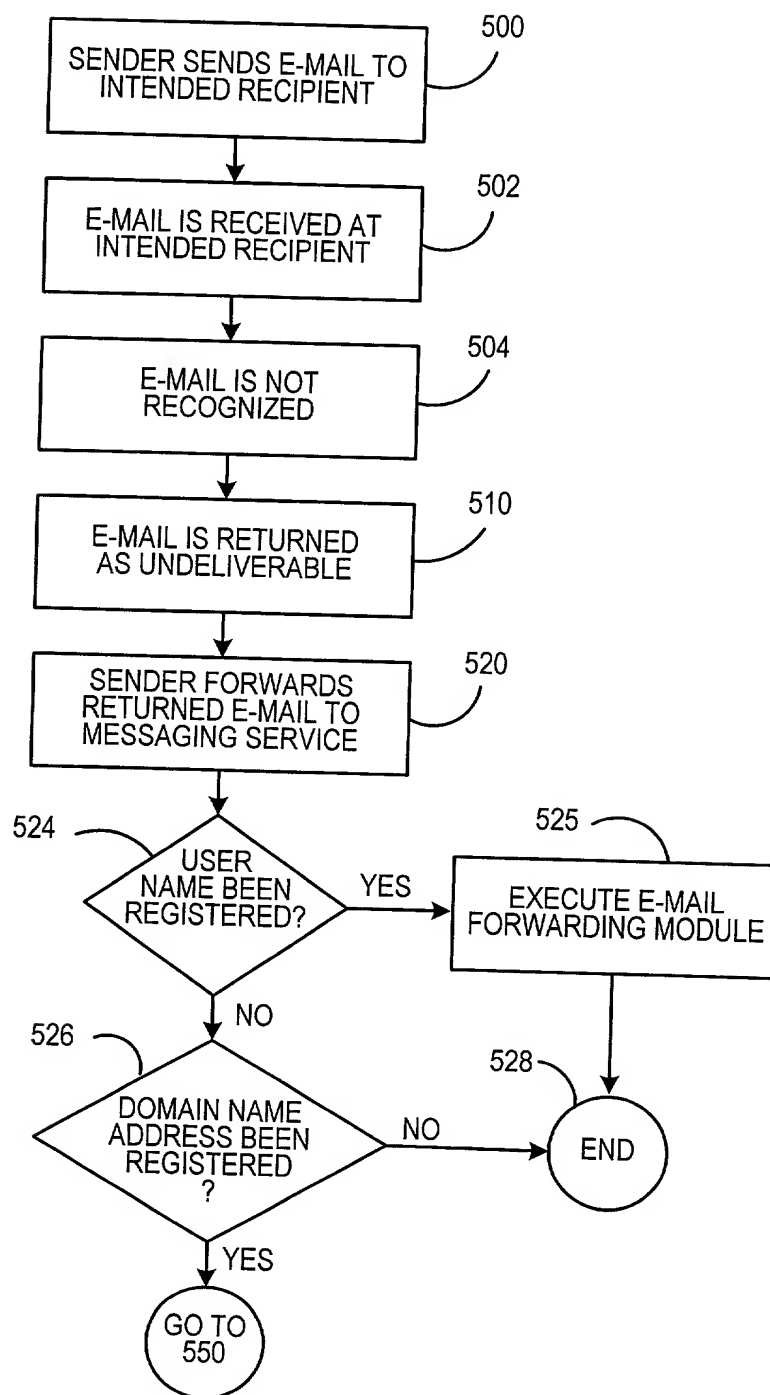 500
SENDER SENDS E-MAIL TO
INTENDED RECIPIENT
502
E-MAIL IS RECEIVED AT
INTENDED RECIPIENT
504
E-MAIL IS NOT
RECOGNIZED
510
E-MAIL IS RETURNED
AS UNDELIVERABLE
520
SENDER FORWARDS
RETURNED E-MAIL TO
MESSAGING SERVICE
524
USER
NAME BEEN
REGISTERED?
YES
525
EXECUTE E-MAIL
FORWARDING MODULE
NO
526
DOMAIN NAME
ADDRESS BEEN
REGISTERED
?
NO
528
END
YES
GO TO
550